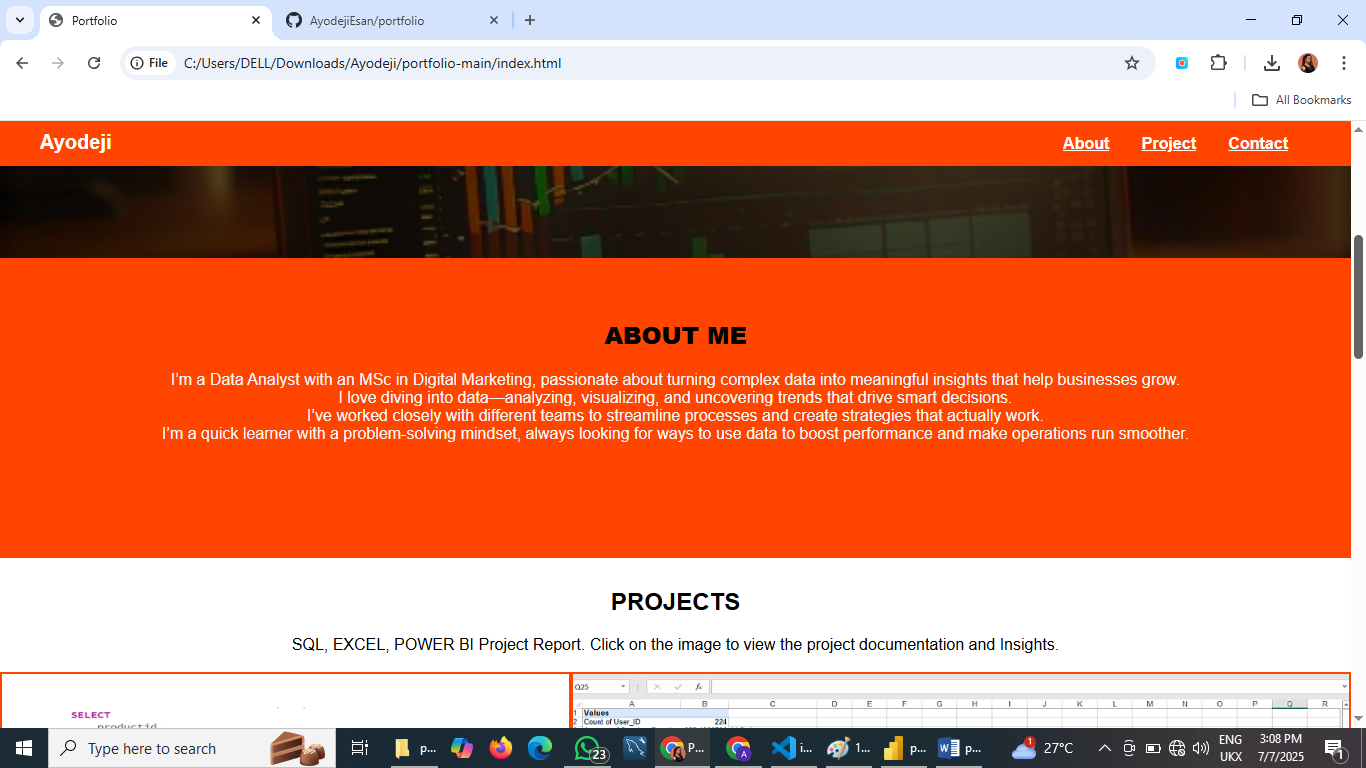 Portfolio
AyodejiEsan/portfolio
File
C:/Users/DELL/Downloads/Ayodeji/portfolio-main/index.html
All Bookmarks
Ayodeji
About Project Contact
ABOUT ME
I’m a Data Analyst with an MSc in Digital Marketing, passionate about turning complex data into meaningful insights that help businesses grow.
I love diving into data—analyzing, visualizing, and uncovering trends that drive smart decisions.
I’ve worked closely with different teams to streamline processes and create strategies that actually work.
I’m a quick learner with a problem-solving mindset, always looking for ways to use data to boost performance and make operations run smoother.
PROJECTS
SQL, EXCEL, POWER BI Project Report. Click on the image to view the project documentation and Insights.
SELECT
productid
Q25
fx
A B C D E F G H I J K L M N O P Q R
1 Values
2 Count of User_ID 224
Type here to search
p...
23
P...
A
i...
1...
p...
p...
27°C
ENG
UKX
3:08 PM
7/7/2025
1